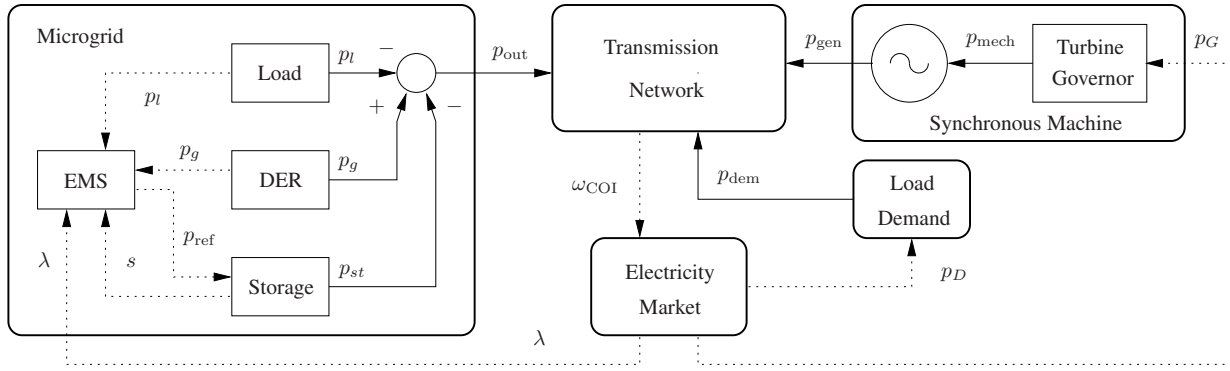 Microgrid
Load
p_l
−
p_l
+
−
p_out
EMS
p_g
DER
p_g
p_ref
λ
s
Storage
p_st
Transmission
Network
p_gen
p_mech
Turbine
Governor
p_G
Synchronous Machine
ω_COI
p_dem
Load
Demand
Electricity
Market
p_D
λ